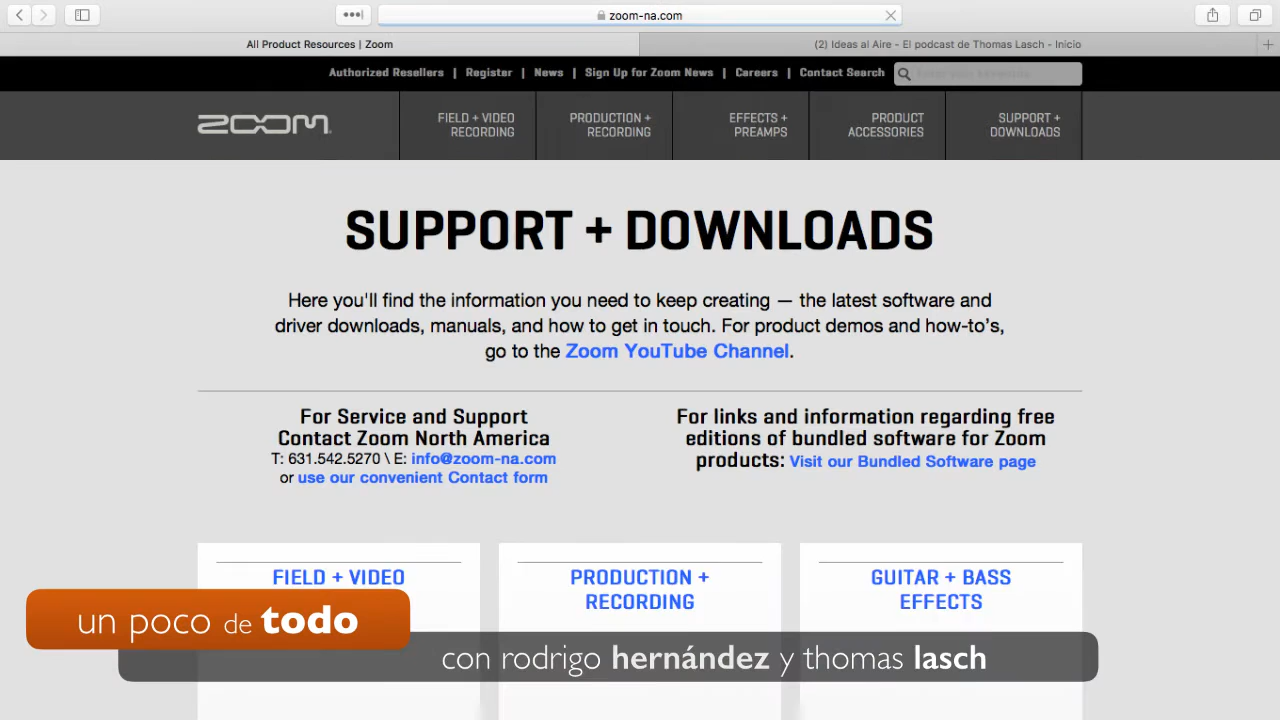 zoom-na.com
All Product Resources | Zoom
(2) Ideas al Aire - El podcast de Thomas Lasch - Inicio
Authorized Resellers | Register | News | Sign Up for Zoom News | Careers | Contact Search
zoom
FIELD + VIDEO
RECORDING
PRODUCTION +
RECORDING
EFFECTS +
PREAMPS
PRODUCT
ACCESSORIES
SUPPORT +
DOWNLOADS
SUPPORT + DOWNLOADS
Here you'll find the information you need to keep creating — the latest software and
driver downloads, manuals, and how to get in touch. For product demos and how-to's,
go to the Zoom YouTube Channel.
For Service and Support
Contact Zoom North America
T: 631.542.5270 \ E: info@zoom-na.com
or use our convenient Contact form
For links and information regarding free
editions of bundled software for Zoom
products: Visit our Bundled Software page
FIELD + VIDEO
PRODUCTION +
RECORDING
GUITAR + BASS
EFFECTS
un poco de todo
con rodrigo hernández y thomas lasch